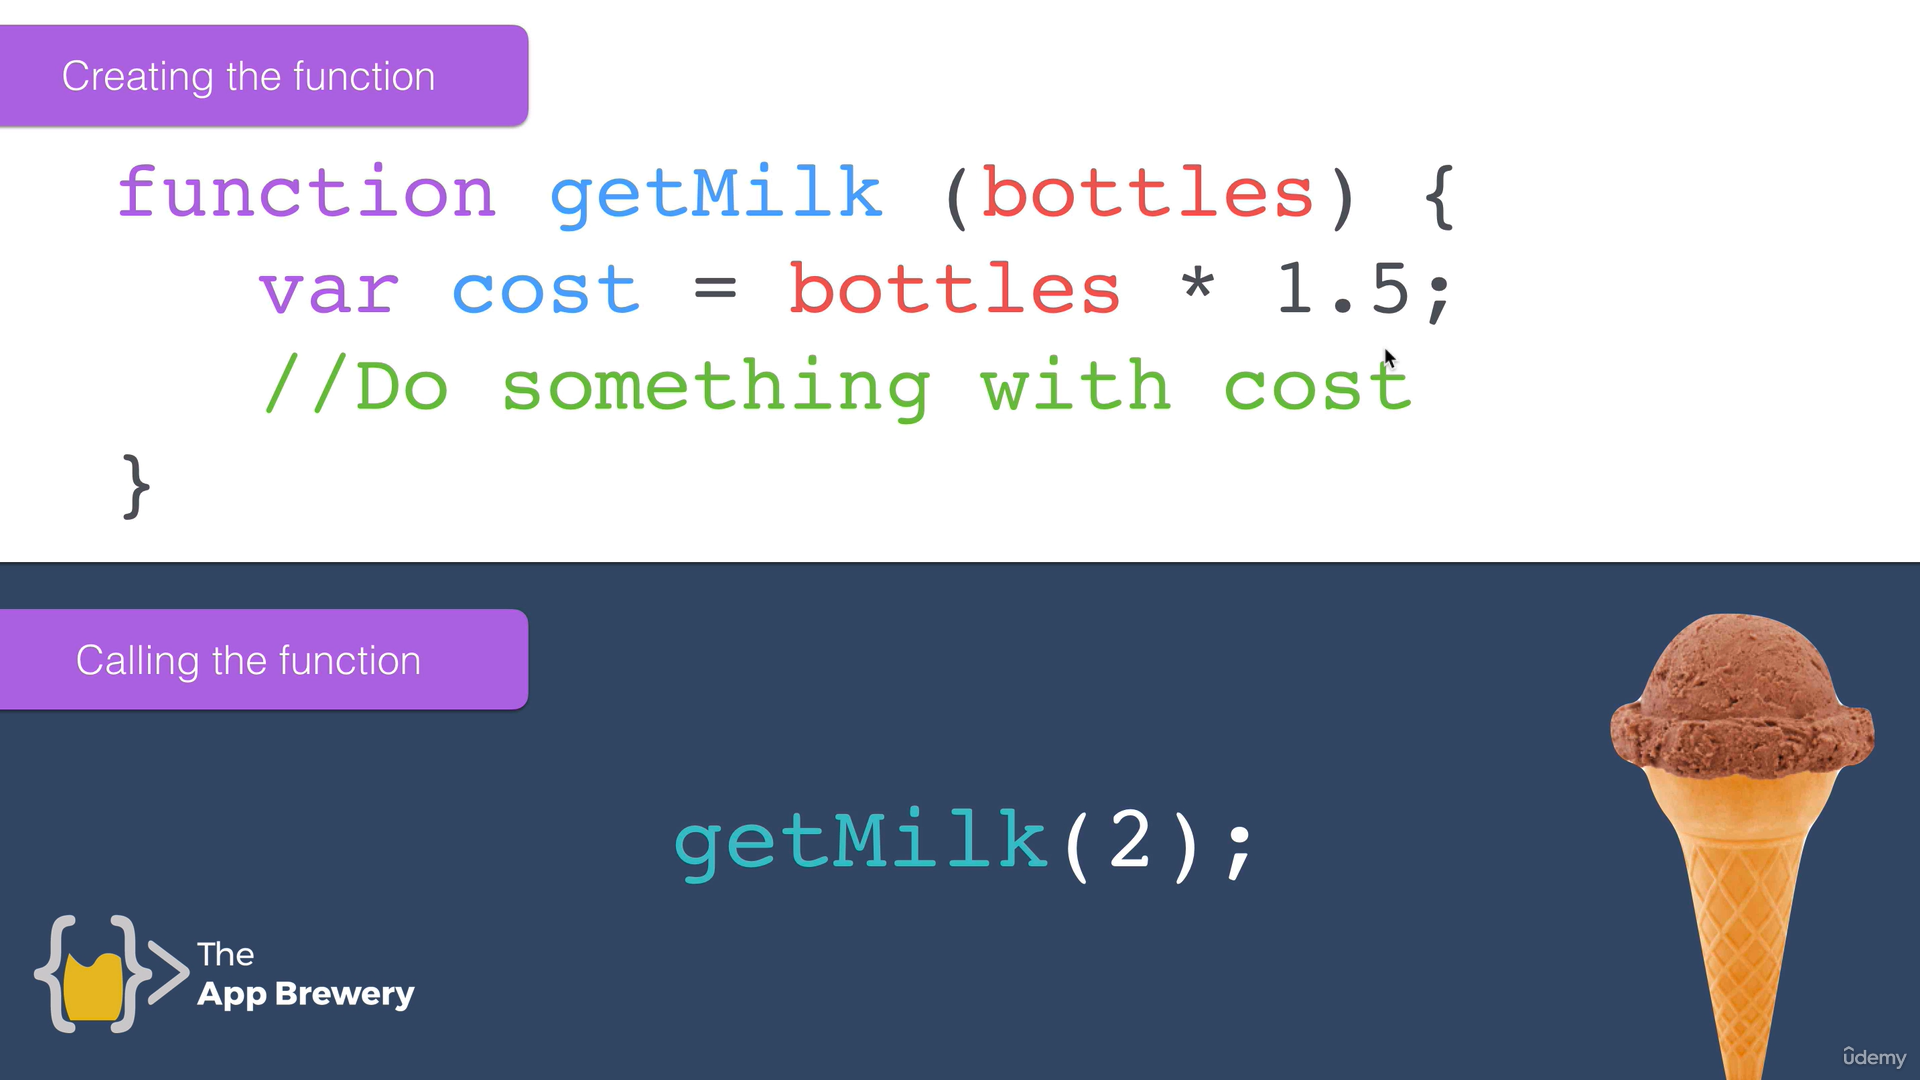 Creating the function
function getMilk (bottles) {
var cost = bottles * 1.5;
//Do something with cost
}
Calling the function
getMilk(2);
The
App Brewery
ûdemy